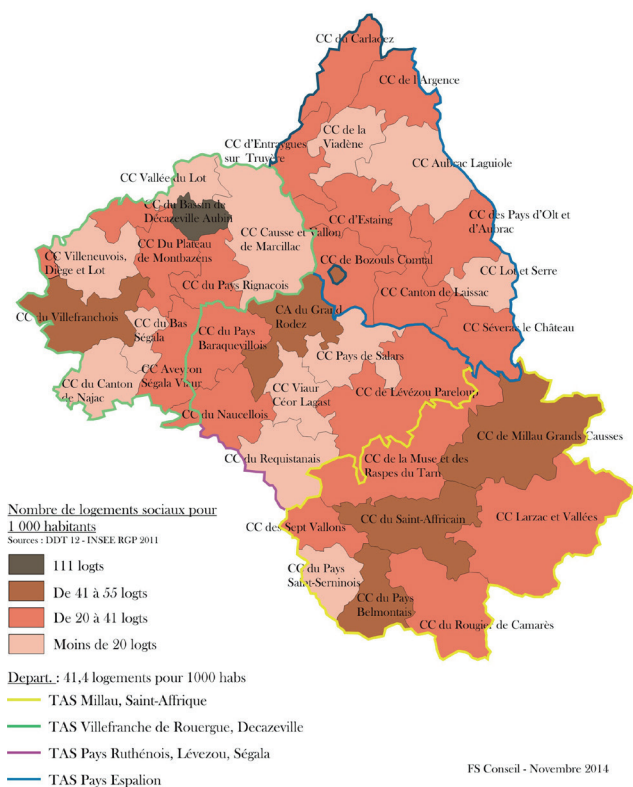 CC du Carladez
CC de l'Argence
CC de la
Viadène
CC d'Entraygues
sur Truyère
CC Aubrac Laguiole
CC Vallée du Lot
CC du Bassin de
Décazeville Aubin
CC d'Estaing
CC des Pays d'Olt et
d'Aubrac
CC Causse et Vallon
de Marcillac
CC Du Plateau
de Montbazens
CC Villeneuvois,
Diège et Lot
CC de Bozouls Comtal
CC Lot et Serre
CC du Pays Rignacois
CC Canton de Laissac
CA du Grand
Rodez
CC du Villefranchois
CC du Bas
Ségala
CC du Pays
Baraquevillois
CC Séverac le Château
CC Pays de Salars
CC Aveyron
Ségala Viaur
CC du Canton
de Najac
CC Viaur
Céor Lagast
CC de Lévézou Pareloup
CC du Naucellois
CC de Millau Grands Causses
CC du Requistanais
CC de la Muse et des
Raspes du Tarn
CC des Sept Vallons
CC du Saint-Affricain
CC Larzac et Vallées
CC du Pays
Saint-Serninois
CC du Pays
Belmontais
CC du Rougier de Camarès
Nombre de logements sociaux pour
1 000 habitants
Sources : DDT 12 - INSEE RGP 2011
111 logts
De 41 à 55 logts
De 20 à 41 logts
Moins de 20 logts
Depart. : 41,4 logements pour 1000 habs
TAS Millau, Saint-Affrique
TAS Villefranche de Rouergue, Decazeville
TAS Pays Ruthénois, Lévezou, Ségala
TAS Pays Espalion
FS Conseil - Novembre 2014